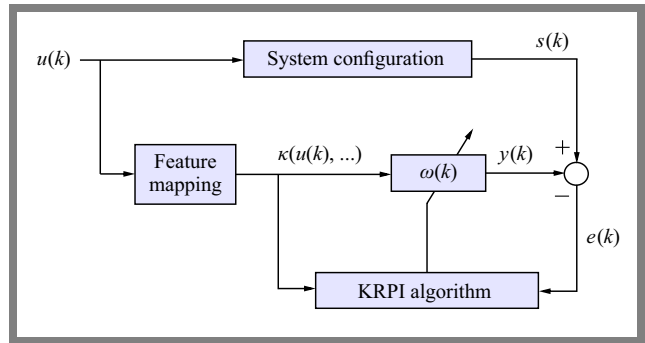 u(k)
System configuration
s(k)
Feature
mapping
κ(u(k), ...)
ω(k)
y(k)
+
−
e(k)
KRPI algorithm